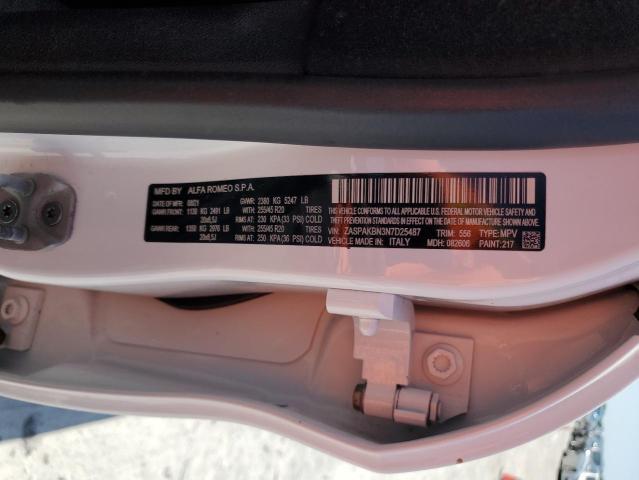 MFD BY ALFA ROMEO S.P.A.
DATE OF MFR 08/21 GVWR: 2380 KG 5247 LB
GAWR FRONT: 1130 KG 2491 LB WITH: 255/45 R20 TIRES
20x8,5J RIMS AT: 230 KPA(33 PSI) COLD
GAWR REAR: 1350 KG 2976 LB WITH: 255/45 R20 TIRES
20x8,5J RIMS AT: 250 KPA(36 PSI) COLD
THIS VEHICLE CONFORMS TO ALL APPLICABLE
U.S.A. FEDERAL MOTOR VEHICLE SAFETY AND
THEFT PREVENTION STANDARDS IN EFFECT ON THE
DATE OF MANUFACTURE SHOWN ABOVE.
VIN: ZASPAKBN3N7D25487 TRIM: 556 TYPE: MPV
MADE IN: ITALY MDH: 082606 PAINT: 217